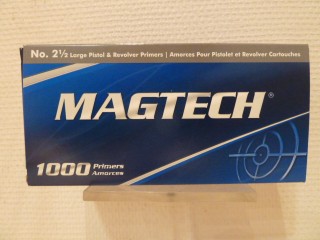 No. 2½ Large Pistol & Revolver Primers | Amorces Pour Pistolet et Revolver Cartouches
MAGTECH®
1000 Primers
Amorces